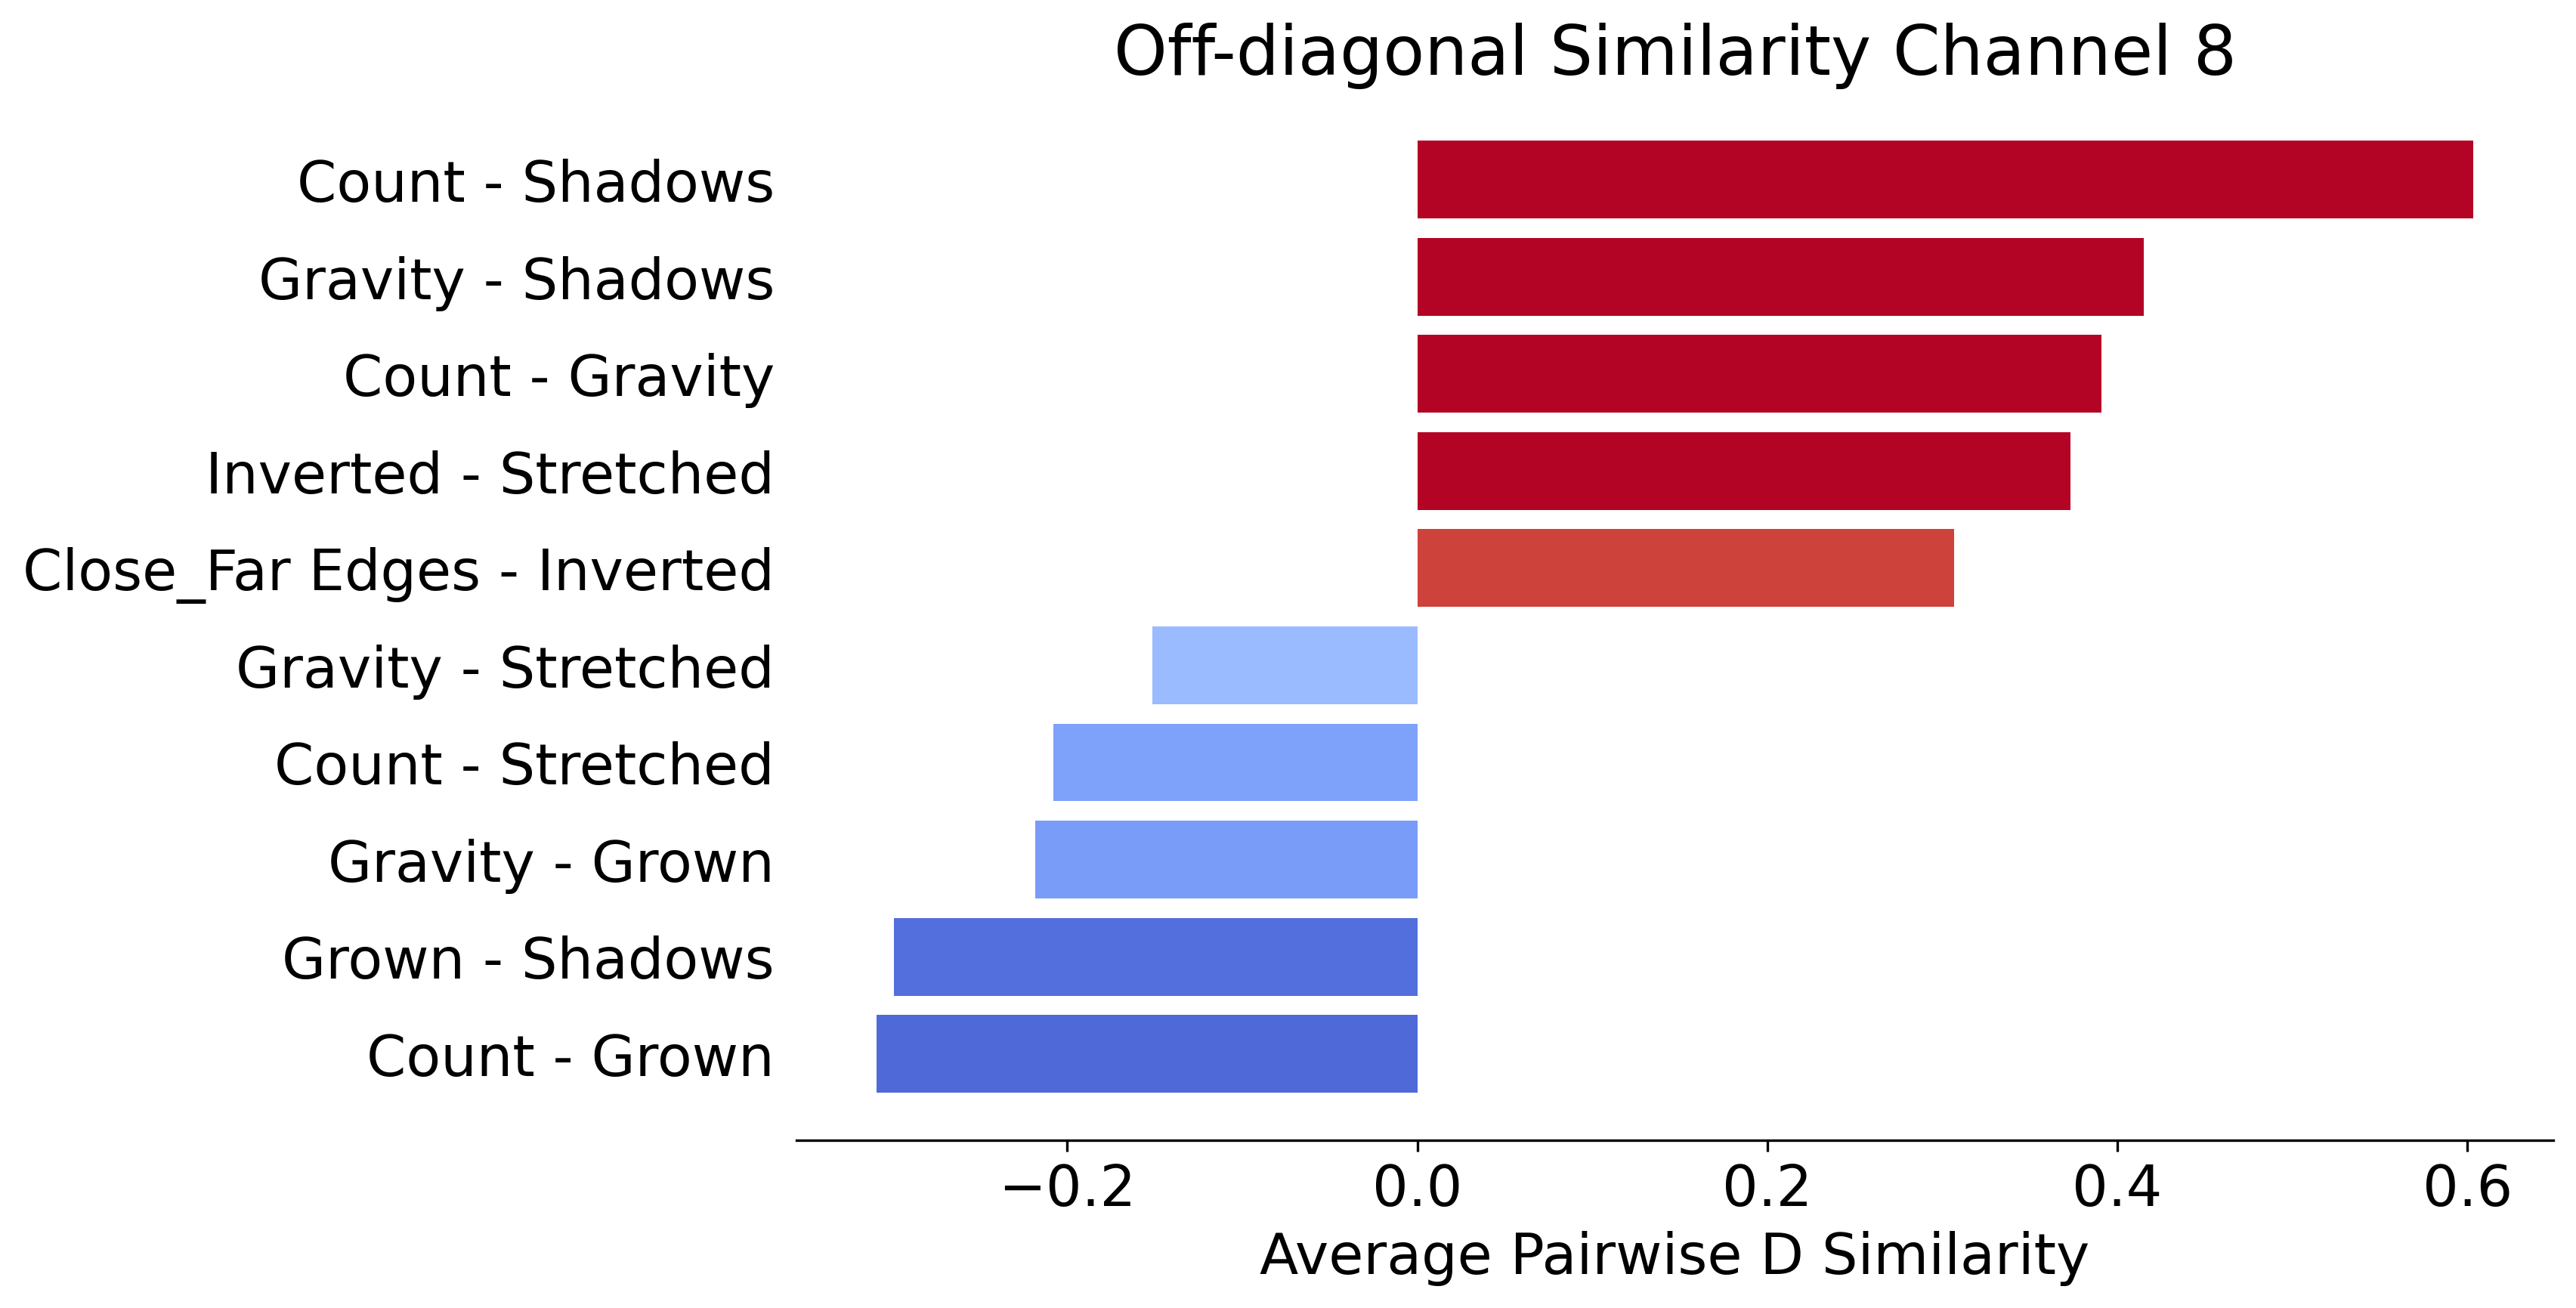 Off-diagonal Similarity Channel 8
Count - Shadows
Gravity - Shadows
Count - Gravity
Inverted - Stretched
Close_Far Edges - Inverted
Gravity - Stretched
Count - Stretched
Gravity - Grown
Grown - Shadows
Count - Grown
−0.2 0.0 0.2 0.4 0.6
Average Pairwise D Similarity